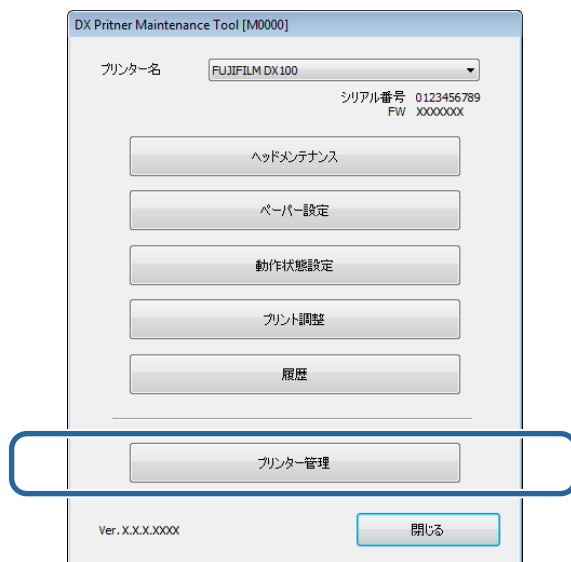 DX Pritner Maintenance Tool [M0000]
プリンター名 FUJIFILM DX100
シリアル番号 0123456789
FW XXXXXXX
ヘッドメンテナンス
ペーパー設定
動作状態設定
プリント調整
履歴
プリンター管理
Ver. X.X.X.XXXX 閉じる